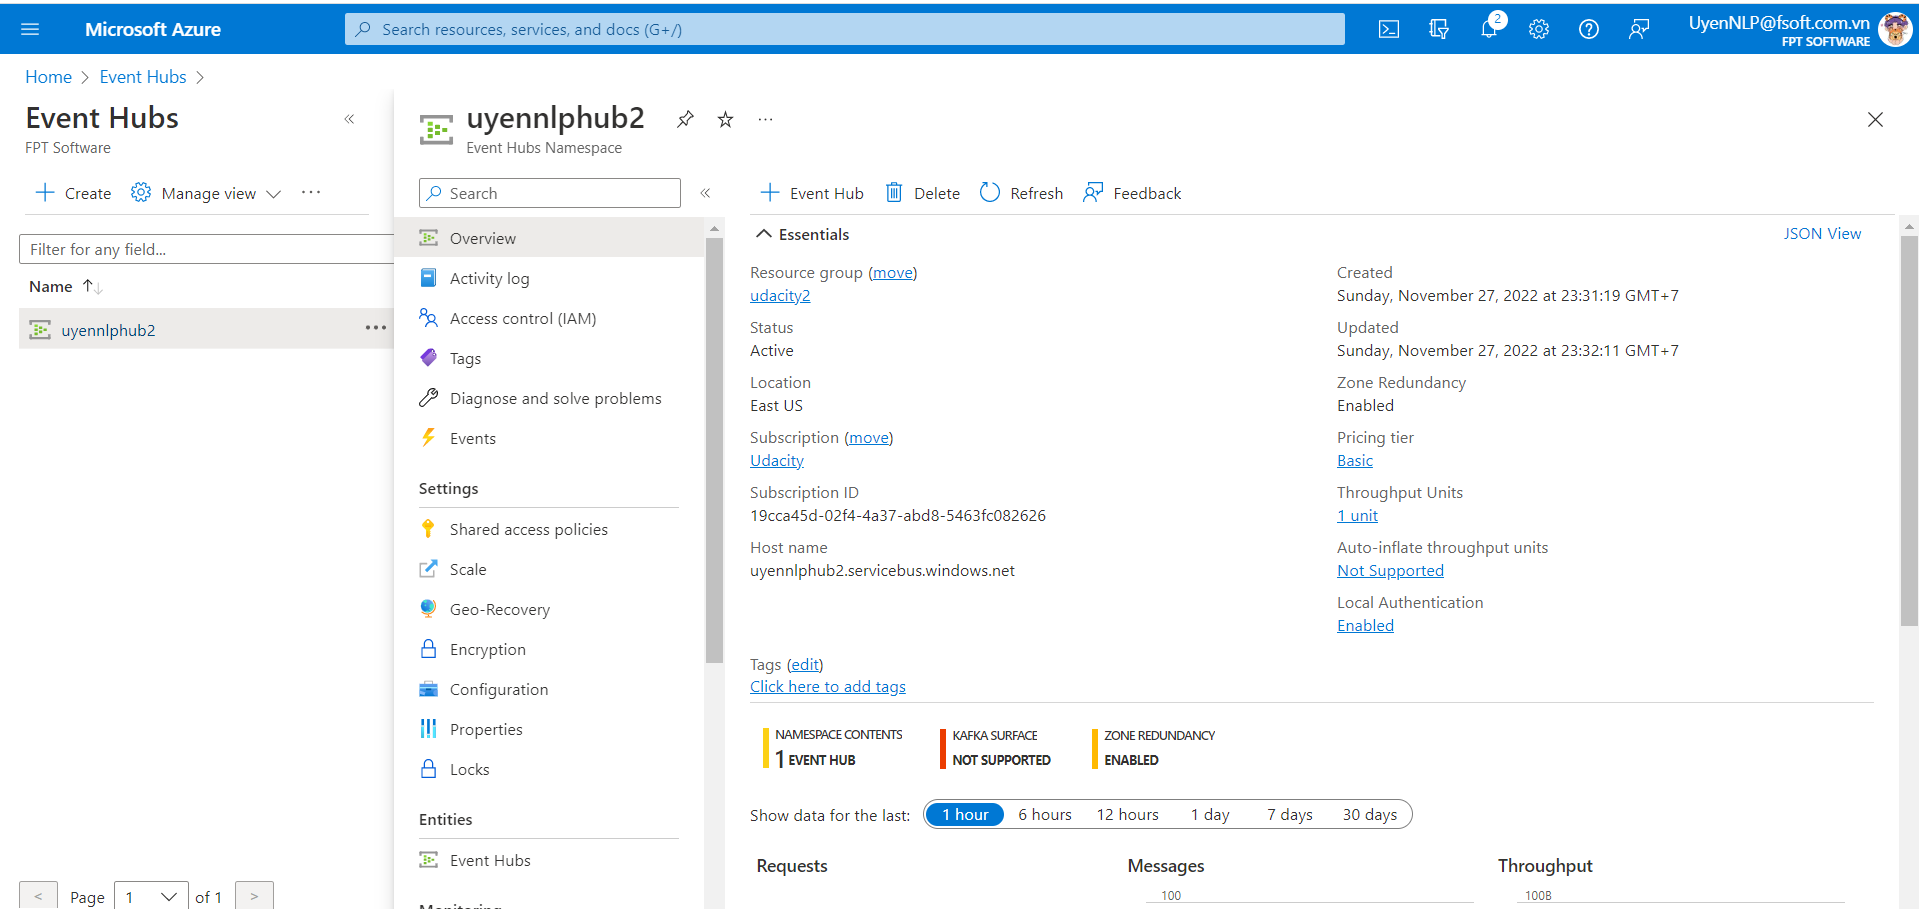 Microsoft Azure
Search resources, services, and docs (G+/)
2
UyenNLP@fsoft.com.vn
FPT SOFTWARE
Home > Event Hubs >
Event Hubs
FPT Software
Create
Manage view
Filter for any field...
Name
uyennlphub2
< Page 1 of 1 >
uyennlphub2
Event Hubs Namespace
Search
Overview
Activity log
Access control (IAM)
Tags
Diagnose and solve problems
Events
Settings
Shared access policies
Scale
Geo-Recovery
Encryption
Configuration
Properties
Locks
Entities
Event Hubs
Monitoring
Event Hub
Delete
Refresh
Feedback
Essentials
JSON View
Resource group (move)
udacity2
Status
Active
Location
East US
Subscription (move)
Udacity
Subscription ID
19cca45d-02f4-4a37-abd8-5463fc082626
Host name
uyennlphub2.servicebus.windows.net
Created
Sunday, November 27, 2022 at 23:31:19 GMT+7
Updated
Sunday, November 27, 2022 at 23:32:11 GMT+7
Zone Redundancy
Enabled
Pricing tier
Basic
Throughput Units
1 unit
Auto-inflate throughput units
Not Supported
Local Authentication
Enabled
Tags (edit)
Click here to add tags
NAMESPACE CONTENTS
1 EVENT HUB
KAFKA SURFACE
NOT SUPPORTED
ZONE REDUNDANCY
ENABLED
Show data for the last:
1 hour
6 hours
12 hours
1 day
7 days
30 days
Requests
Messages
100
Throughput
100B